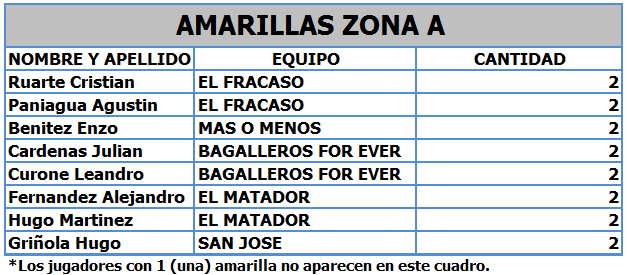 AMARILLAS ZONA A
NOMBRE Y APELLIDO EQUIPO CANTIDAD
Ruarte Cristian EL FRACASO 2
Paniagua Agustin EL FRACASO 2
Benitez Enzo MAS O MENOS 2
Cardenas Julian BAGALLEROS FOR EVER 2
Curone Leandro BAGALLEROS FOR EVER 2
Fernandez Alejandro EL MATADOR 2
Hugo Martinez EL MATADOR 2
Griñola Hugo SAN JOSE 2
*Los jugadores con 1 (una) amarilla no aparecen en este cuadro.